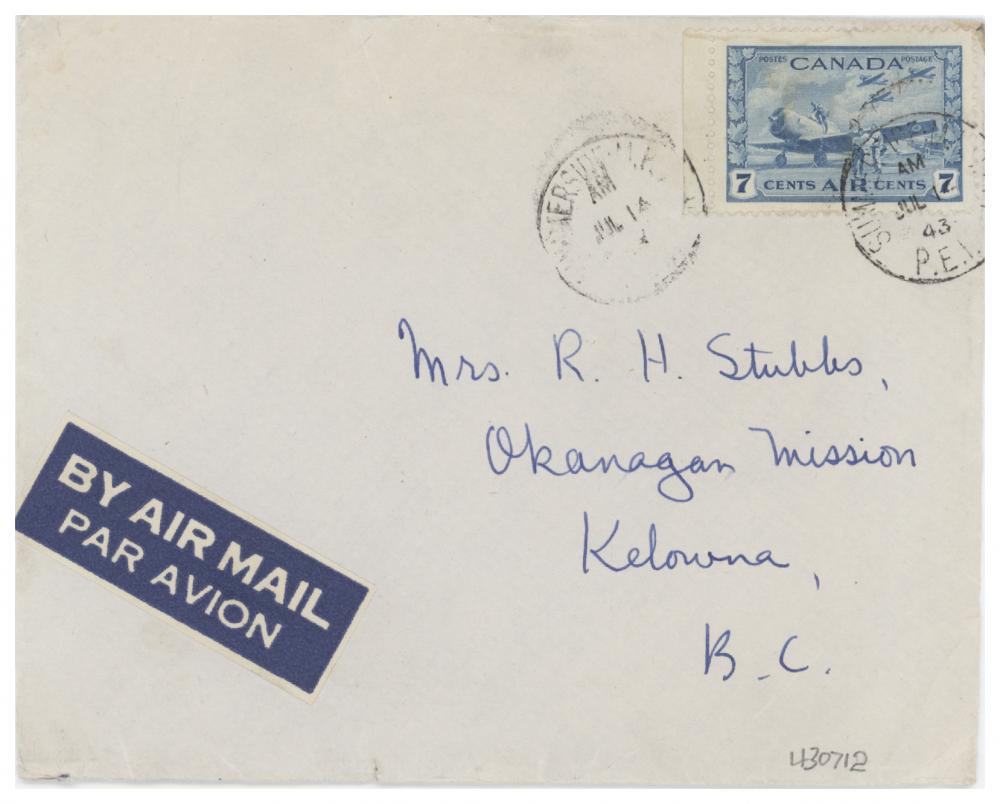 POSTES CANADA POSTAGE
7 CENTS AIR CENTS 7
AM
JUL 14
AM
JUL
43
P.E.I.
Mrs. R. H. Stubbs,
Okanagan Mission
Kelowna,
B.C.
BY AIR MAIL
PAR AVION
430712